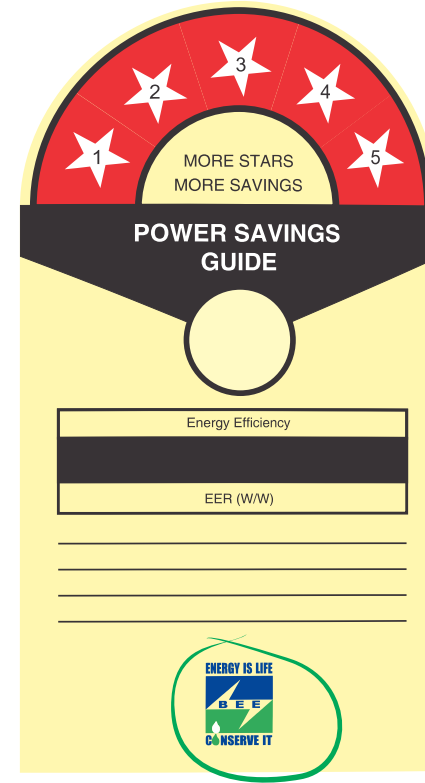 1
2
3
4
5
MORE STARS
MORE SAVINGS
POWER SAVINGS
GUIDE
Energy Efficiency
EER (W/W)
ENERGY IS LIFE
BEE
CONSERVE IT